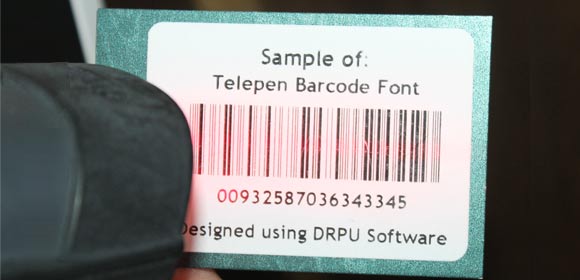 Sample of:
Telepen Barcode Font
00932587036343345
Designed using DRPU Software